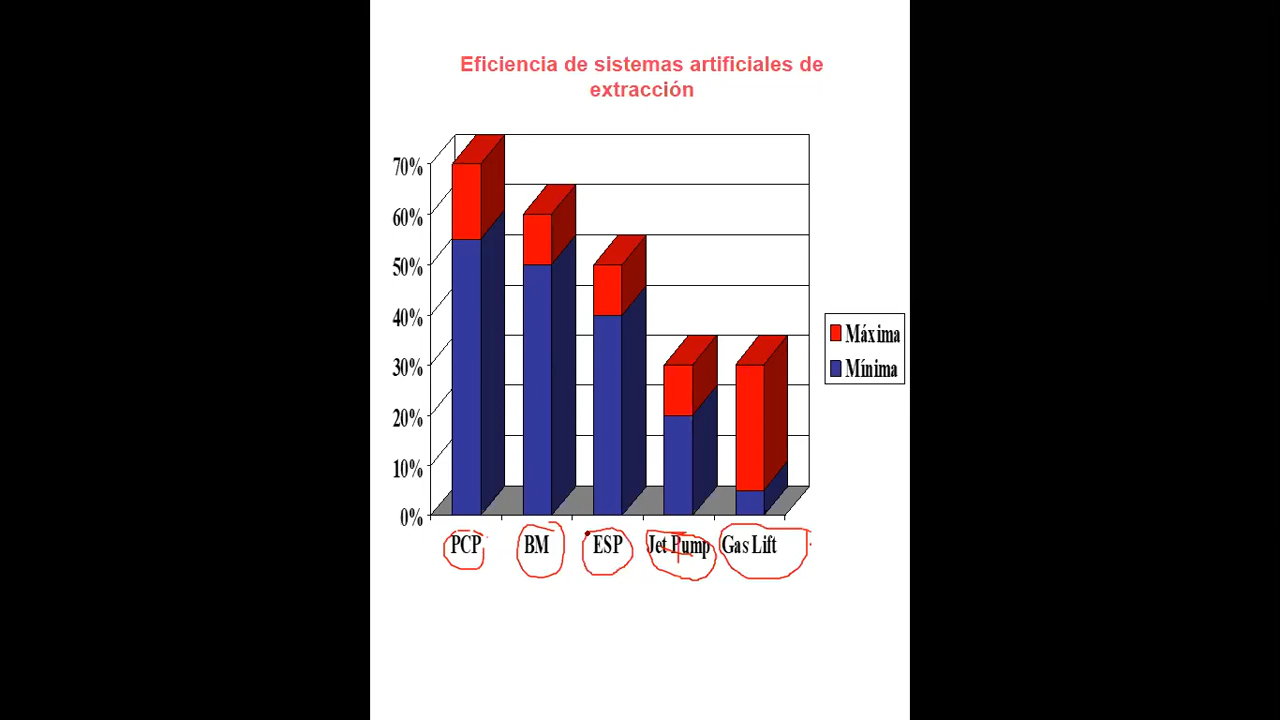 Eficiencia de sistemas artificiales de
extracción
70%
60%
50%
40%
30%
20%
10%
0%
PCP BM ESP Jet Pump Gas Lift
Máxima
Mínima